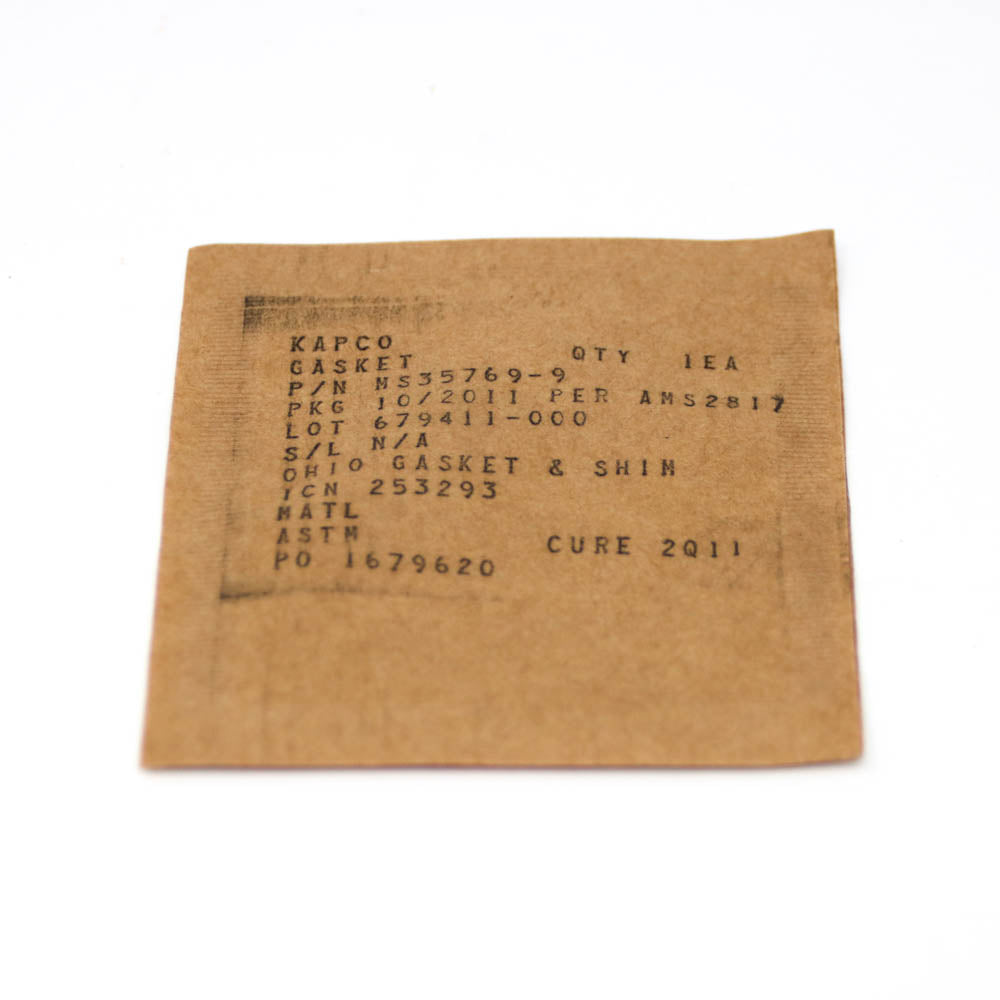 KAPCO
GASKET QTY 1EA
P/N MS35769-9
PKG 10/2011 PER AMS2817
LOT 679411-000
S/L N/A
OHIO GASKET & SHIM
ICN 253293
MATL
ASTM CURE 2Q11
PO 1679620